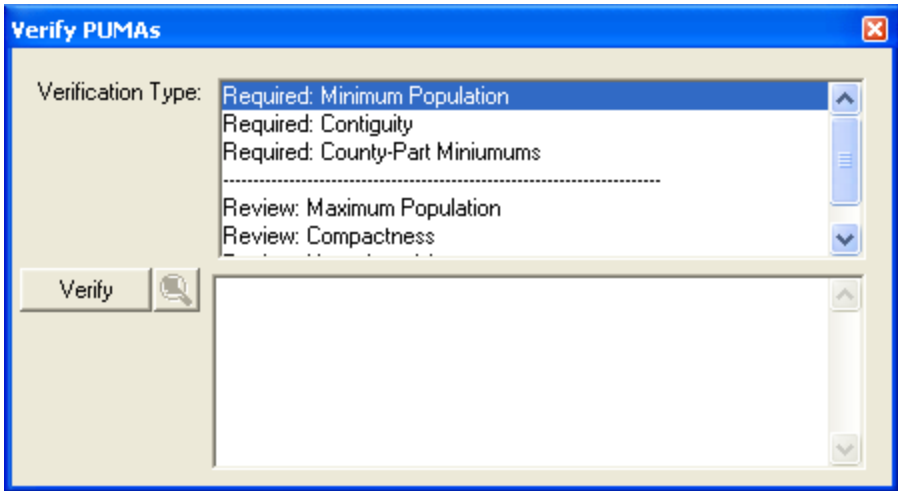 Verify PUMAs
Verification Type:
Required: Minimum Population
Required: Contiguity
Required: County-Part Miniumums
--------------------------------------------------------------------------
Review: Maximum Population
Review: Compactness
Verify